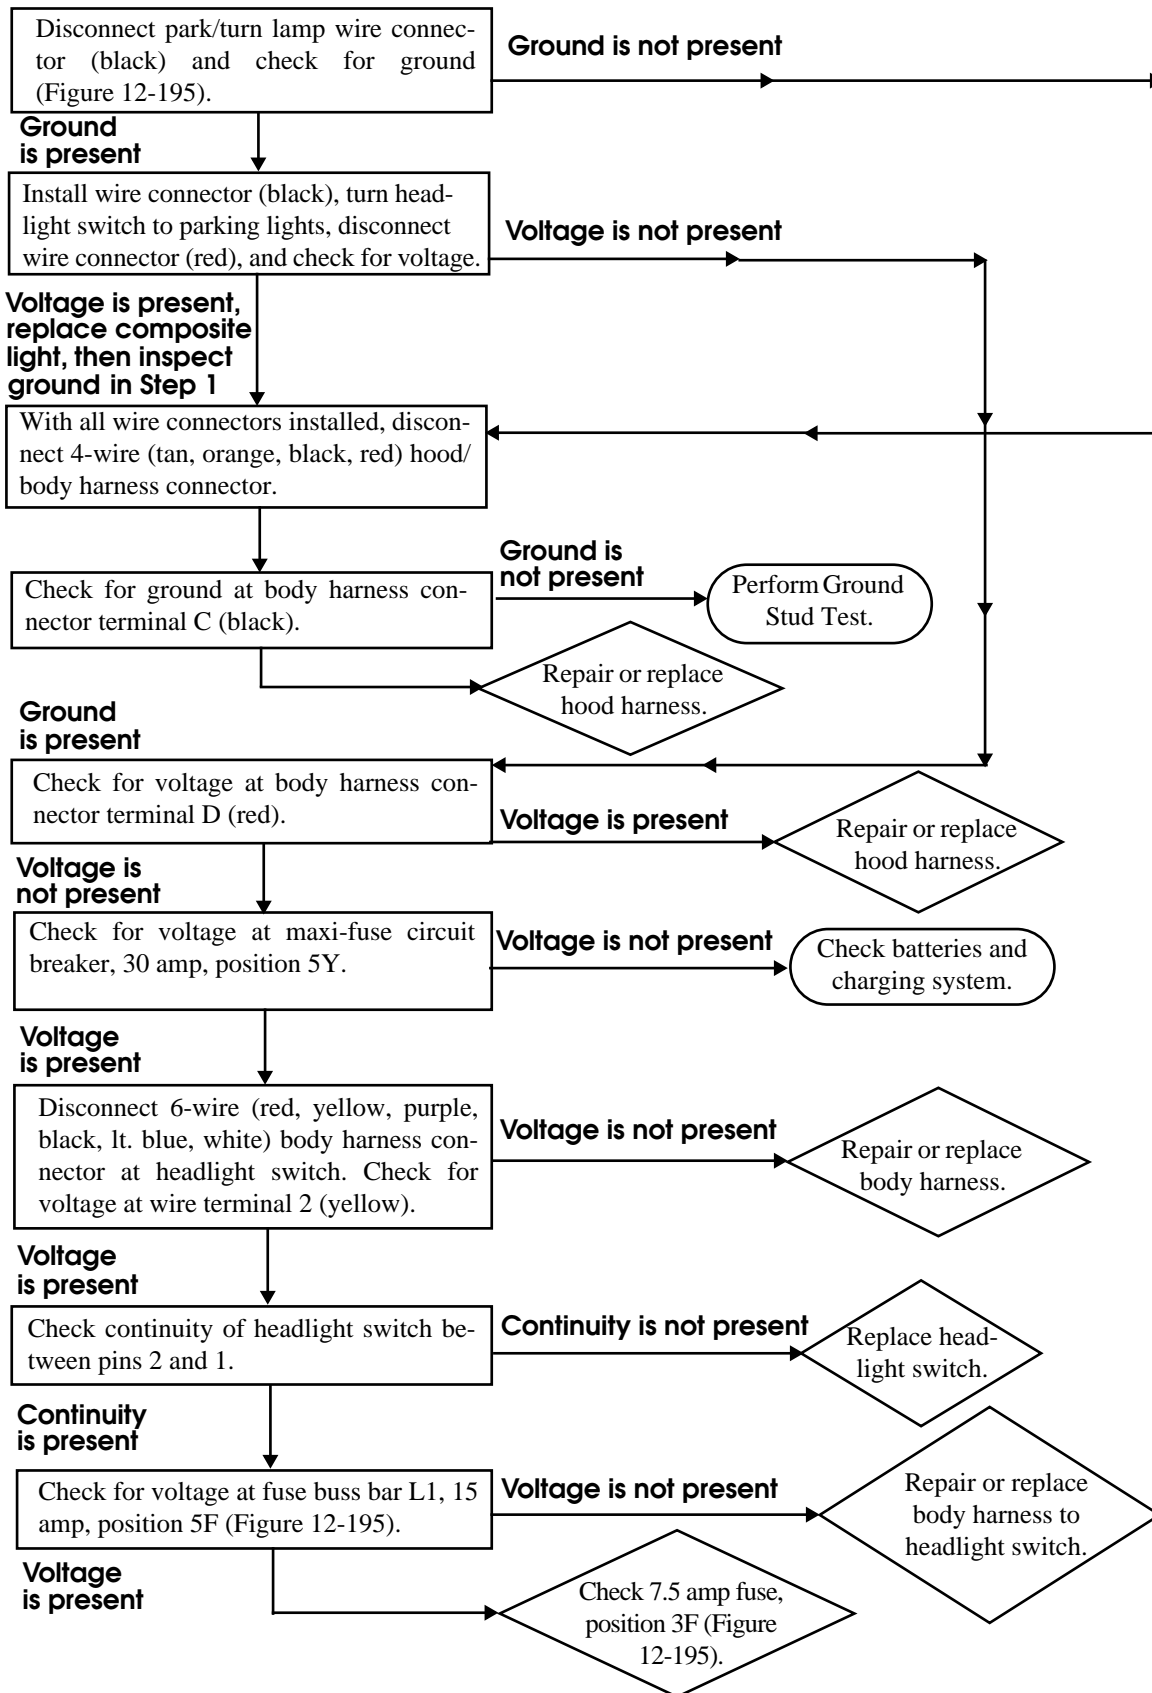 Disconnect park/turn lamp wire connec-
tor (black) and check for ground
(Figure 12-195).
Ground is not present
Ground
is present
Install wire connector (black), turn head-
light switch to parking lights, disconnect
wire connector (red), and check for voltage.
Voltage is not present
Voltage is present,
replace composite
light, then inspect
ground in Step 1
With all wire connectors installed, discon-
nect 4-wire (tan, orange, black, red) hood/
body harness connector.
Ground is
not present
Check for ground at body harness con-
nector terminal C (black).
Perform Ground
Stud Test.
Repair or replace
hood harness.
Ground
is present
Check for voltage at body harness con-
nector terminal D (red).
Voltage is present
Repair or replace
hood harness.
Voltage is
not present
Check for voltage at maxi-fuse circuit
breaker, 30 amp, position 5Y.
Voltage is not present
Check batteries and
charging system.
Voltage
is present
Disconnect 6-wire (red, yellow, purple,
black, lt. blue, white) body harness con-
nector at headlight switch. Check for
voltage at wire terminal 2 (yellow).
Voltage is not present
Repair or replace
body harness.
Voltage
is present
Check continuity of headlight switch be-
tween pins 2 and 1.
Continuity is not present
Replace head-
light switch.
Continuity
is present
Check for voltage at fuse buss bar L1, 15
amp, position 5F (Figure 12-195).
Voltage is not present
Repair or replace
body harness to
headlight switch.
Voltage
is present
Check 7.5 amp fuse,
position 3F (Figure
12-195).